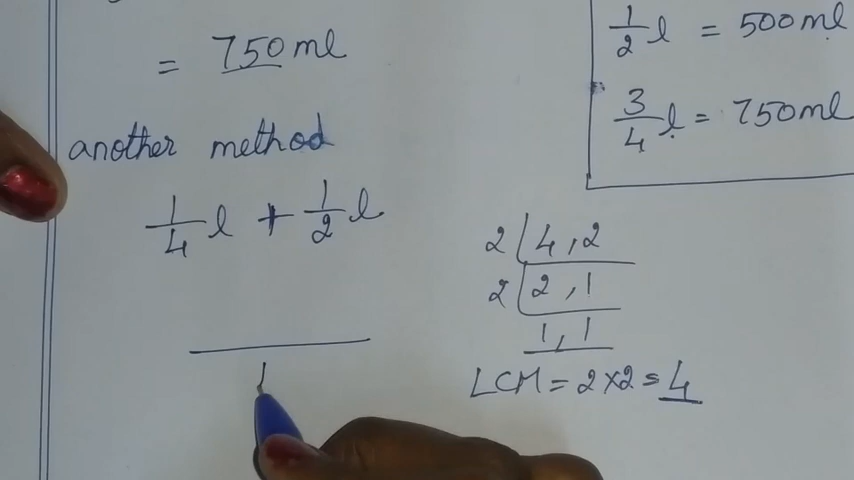 = 750 ml
another method
1/4 l + 1/2 l
1/2 l = 500 ml
3/4 l = 750 ml
2 | 4, 2
2 | 2, 1
1, 1
LCM = 2 x 2 = 4